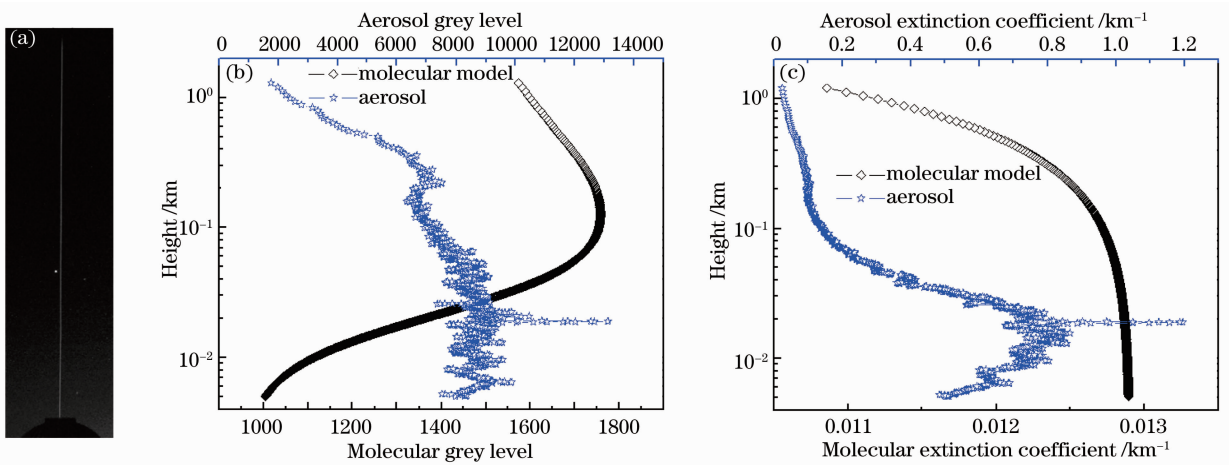 (a)
Aerosol grey level
0 2000 4000 6000 8000 10000 12000 14000
(b)
molecular model
aerosol
10⁰
10⁻¹
10⁻²
Height /km
1000 1200 1400 1600 1800
Molecular grey level
Aerosol extinction coefficient /km⁻¹
0 0.2 0.4 0.6 0.8 1.0 1.2
(c)
molecular model
aerosol
10⁰
10⁻¹
10⁻²
Height /km
0.011 0.012 0.013
Molecular extinction coefficient /km⁻¹